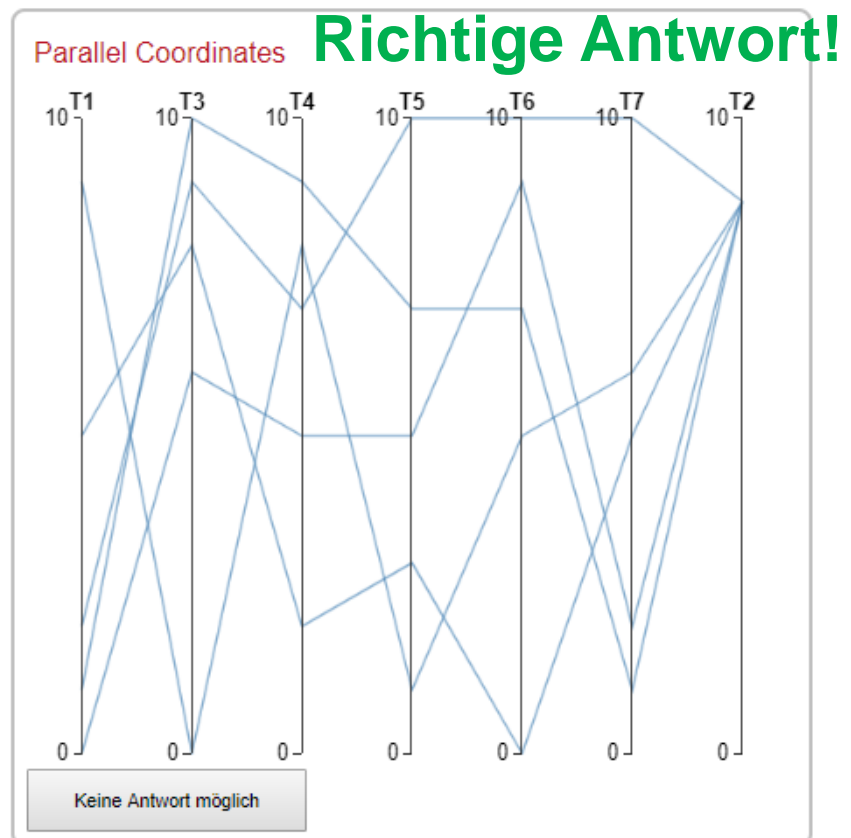 Richtige Antwort!
Parallel Coordinates
T1 T3 T4 T5 T6 T7 T2
10 10 10 10 10 10 10
0 0 0 0 0 0 0
Keine Antwort möglich